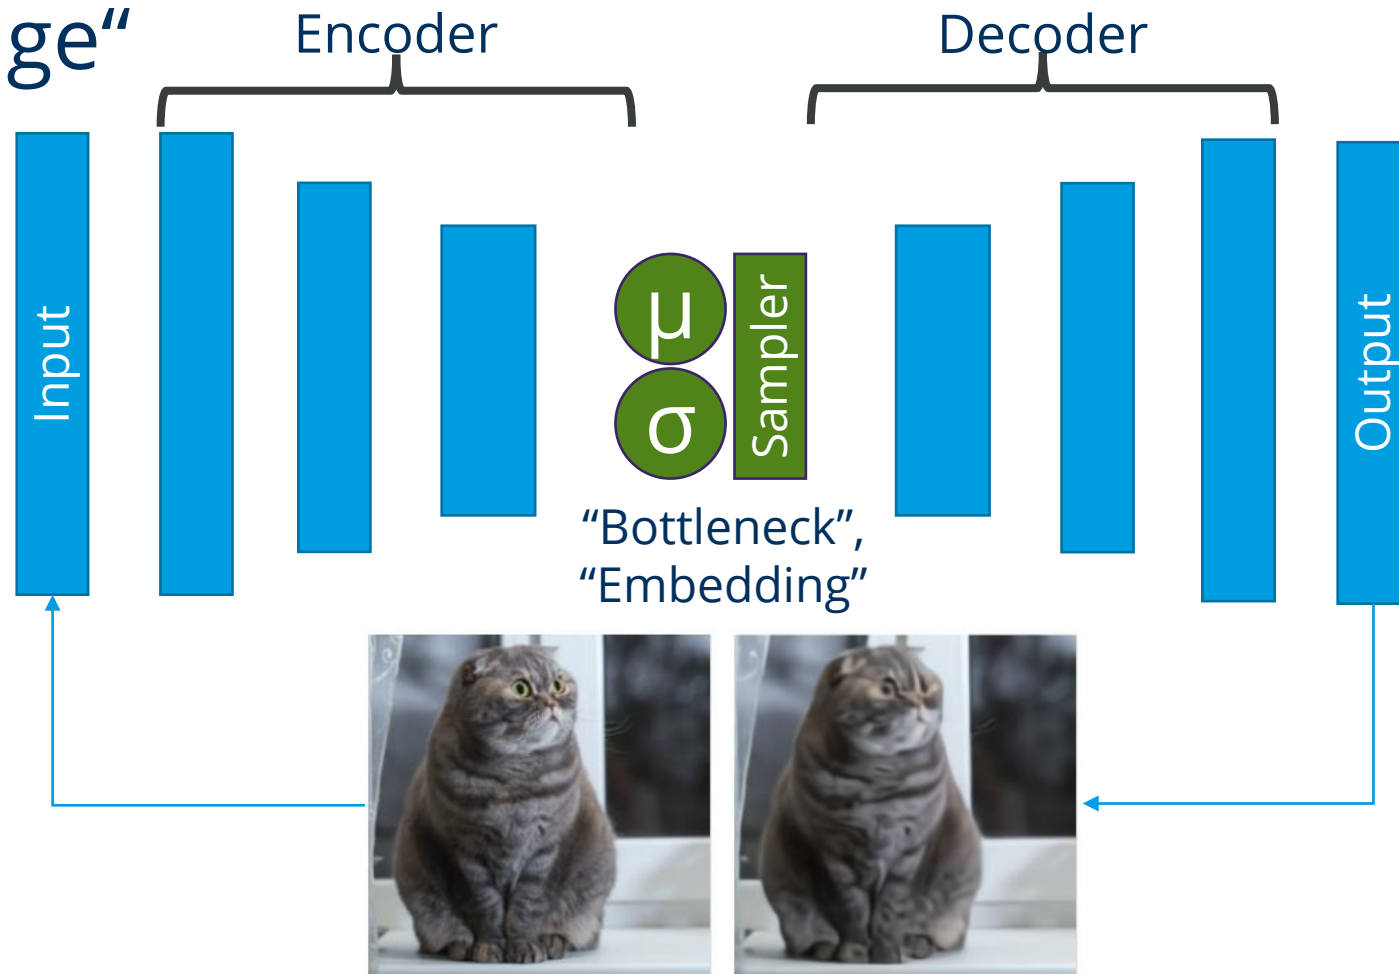 ge“
Encoder
Decoder
Input
μ
σ
Sampler
Output
“Bottleneck”,
“Embedding”